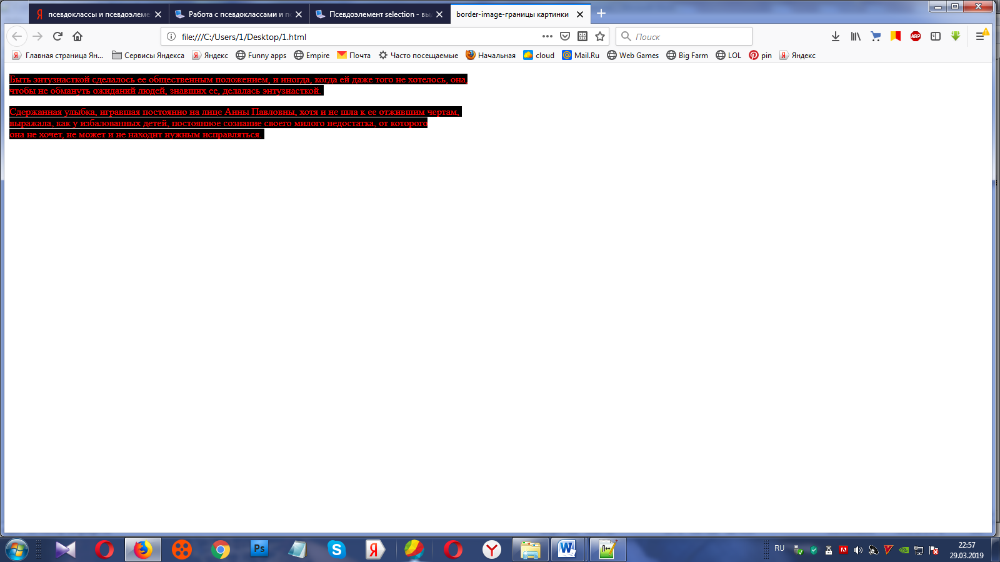 псевдоклассы и псевдоэлеме
Работа с псевдоклассами и п
Псевдоэлемент selection - вы
border-image-границы картинки
file:///C:/Users/1/Desktop/1.html
Поиск
ABP
Главная страница Ян...
Сервисы Яндекса
Яндекс
Funny apps
Empire
Почта
Часто посещаемые
Начальная
cloud
Mail.Ru
Web Games
Big Farm
LOL
pin
Яндекс
Быть энтузиасткой сделалось ее общественным положением, и иногда, когда ей даже того не хотелось, она,
чтобы не обмануть ожиданий людей, знавших ее, делалась энтузиасткой.
Сдержанная улыбка, игравшая постоянно на лице Анны Павловны, хотя и не шла к ее отжившим чертам,
выражала, как у избалованных детей, постоянное сознание своего милого недостатка, от которого
она не хочет, не может и не находит нужным исправляться.
RU
22:57
29.03.2019